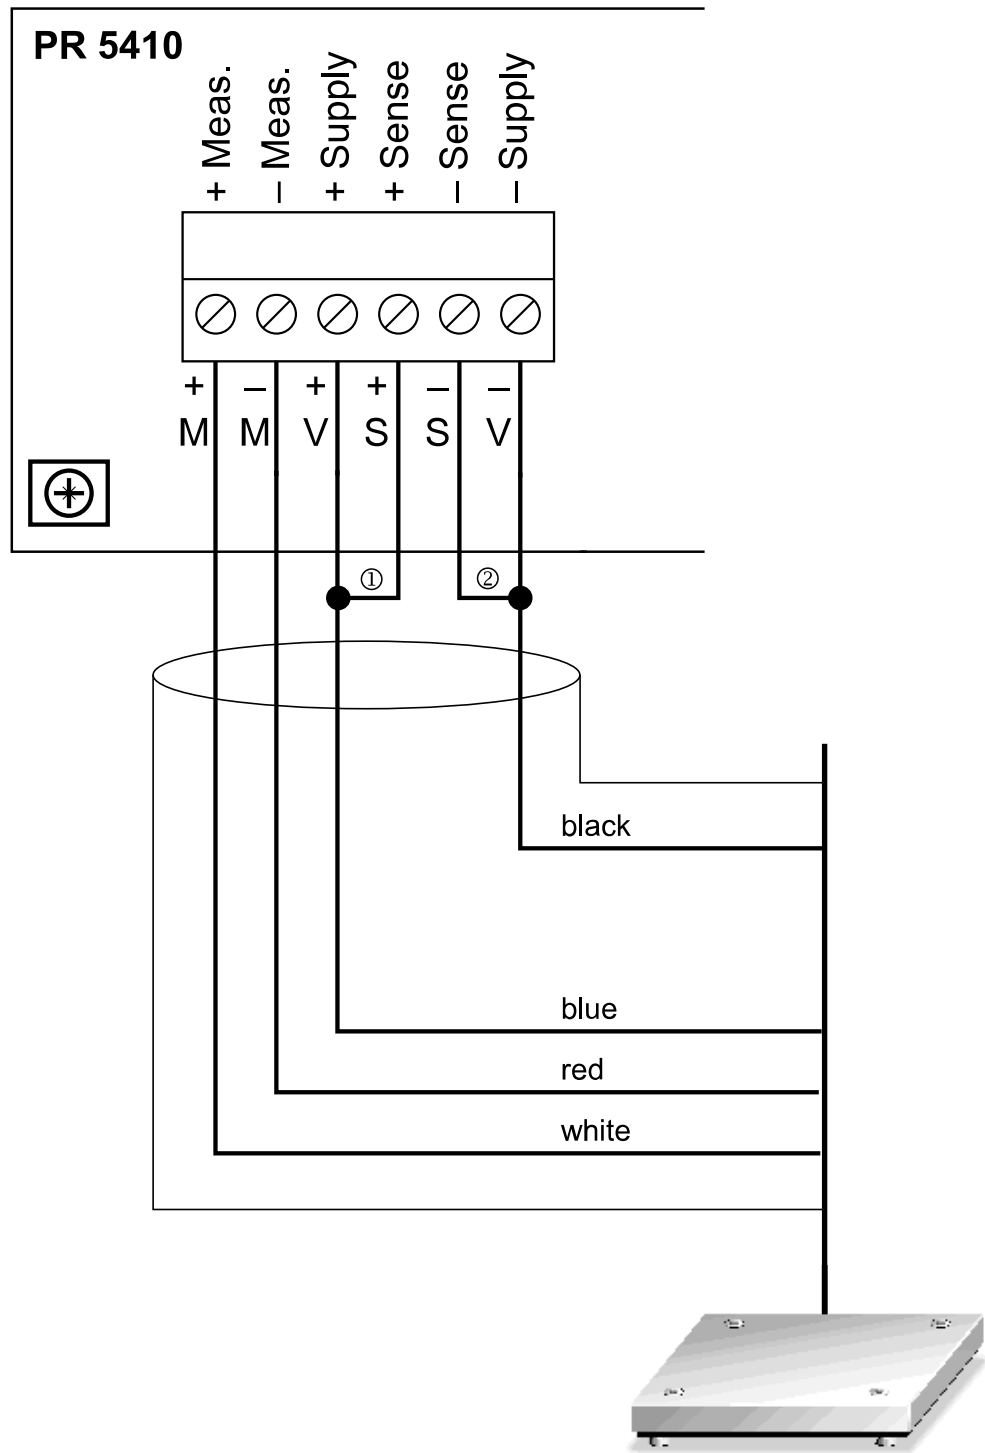 PR 5410
+ Meas.
– Meas.
+ Supply
+ Sense
– Sense
– Supply
+ – + + – –
M M V S S V
① ②
black
blue
red
white